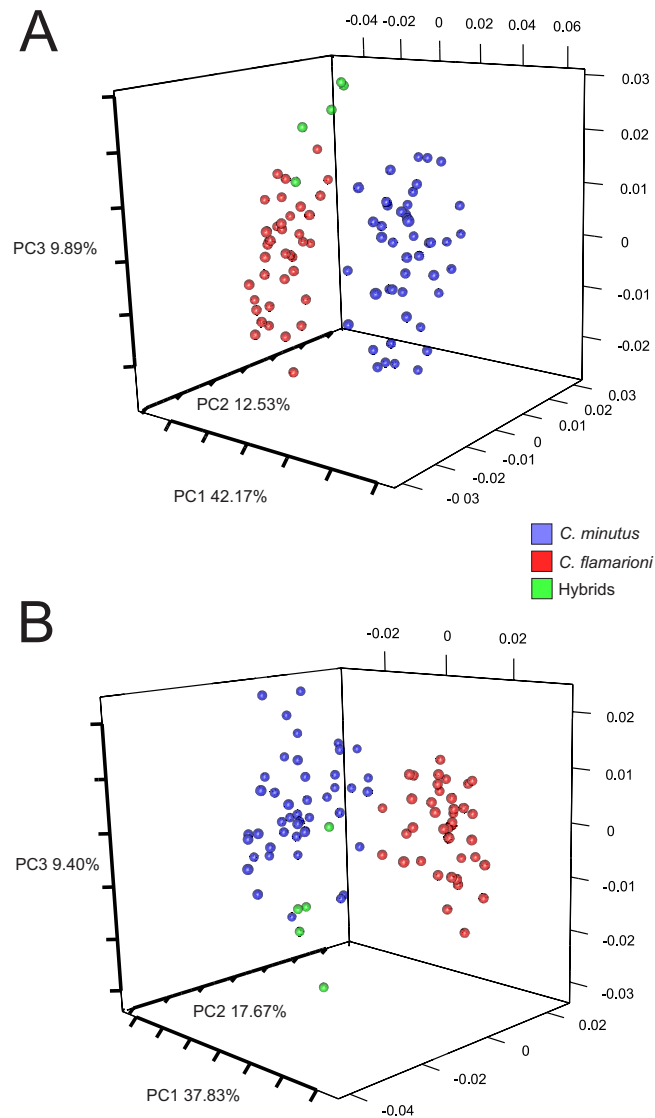 A
-0.04 -0.02 0 0.02 0.04 0.06
0.03
0.02
0.01
0
-0.01
-0.02
PC3 9.89%
PC2 12.53%
PC1 42.17%
0.03
0.02
0.01
0
-0.01
-0.02
-0 03
C. minutus
C. flamarioni
Hybrids
B
-0.02 0 0.02
0.02
0.01
0
-0.01
-0.02
-0.03
PC3 9.40%
PC2 17.67%
PC1 37.83%
0.02
0
-0.02
-0.04